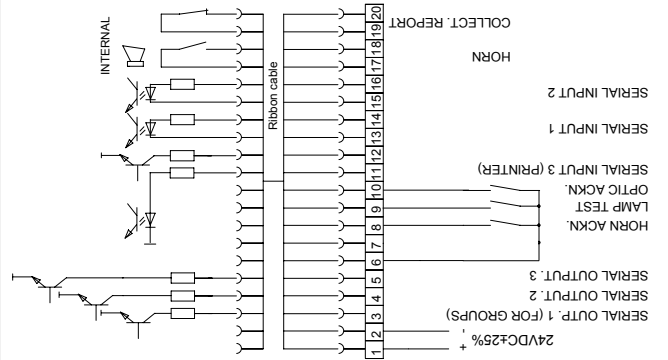 COLLECT. REPORT
HORN
SERIAL INPUT 2
SERIAL INPUT 1
SERIAL INPUT 3 (PRINTER)
OPTIC ACKN.
LAMP TEST
HORN ACKN.
SERIAL OUTPUT. 3
SERIAL OUTPUT. 2
SERIAL OUTP. 1 (FOR GROUPS)
24VDC±25%
-
+
20
19
18
17
16
15
14
13
12
11
10
9
8
7
6
5
4
3
2
1
Ribbon cable
INTERNAL